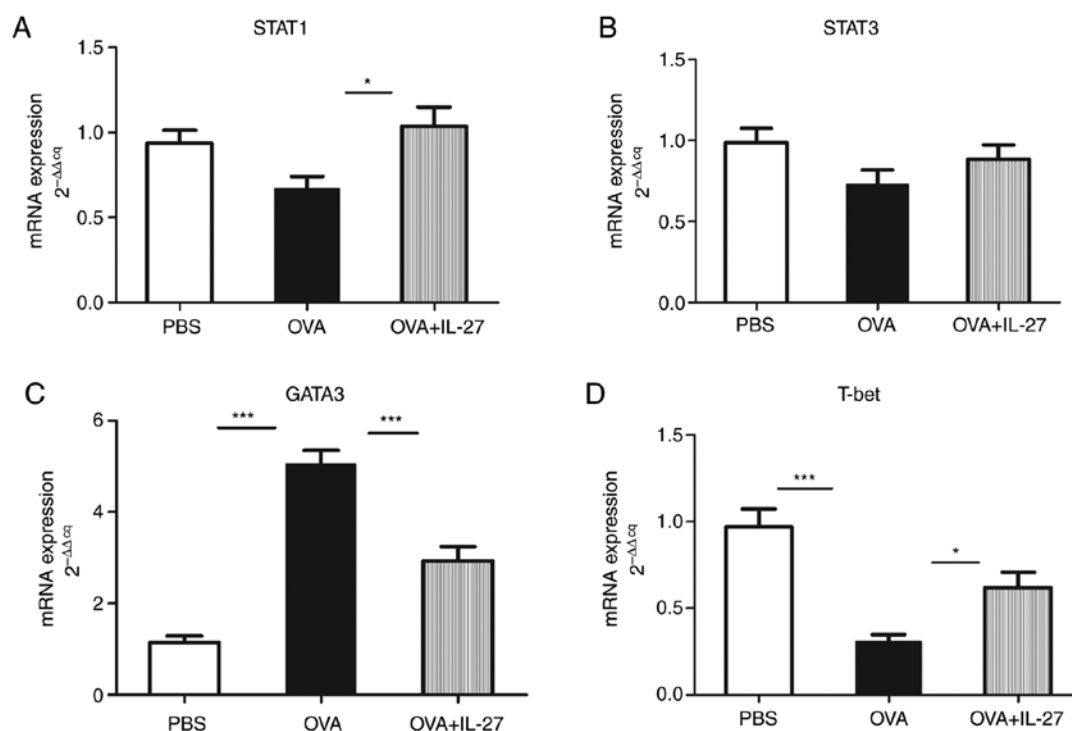 A
STAT1
mRNA expression
2^-ΔΔcq
1.5
1.0
0.5
0.0
*
PBS
OVA
OVA+IL-27
B
STAT3
mRNA expression
2^-ΔΔcq
1.5
1.0
0.5
0.0
PBS
OVA
OVA+IL-27
C
GATA3
mRNA expression
2^-ΔΔcq
6
4
2
0
***
***
PBS
OVA
OVA+IL-27
D
T-bet
mRNA expression
2^-ΔΔcq
1.5
1.0
0.5
0.0
***
*
PBS
OVA
OVA+IL-27